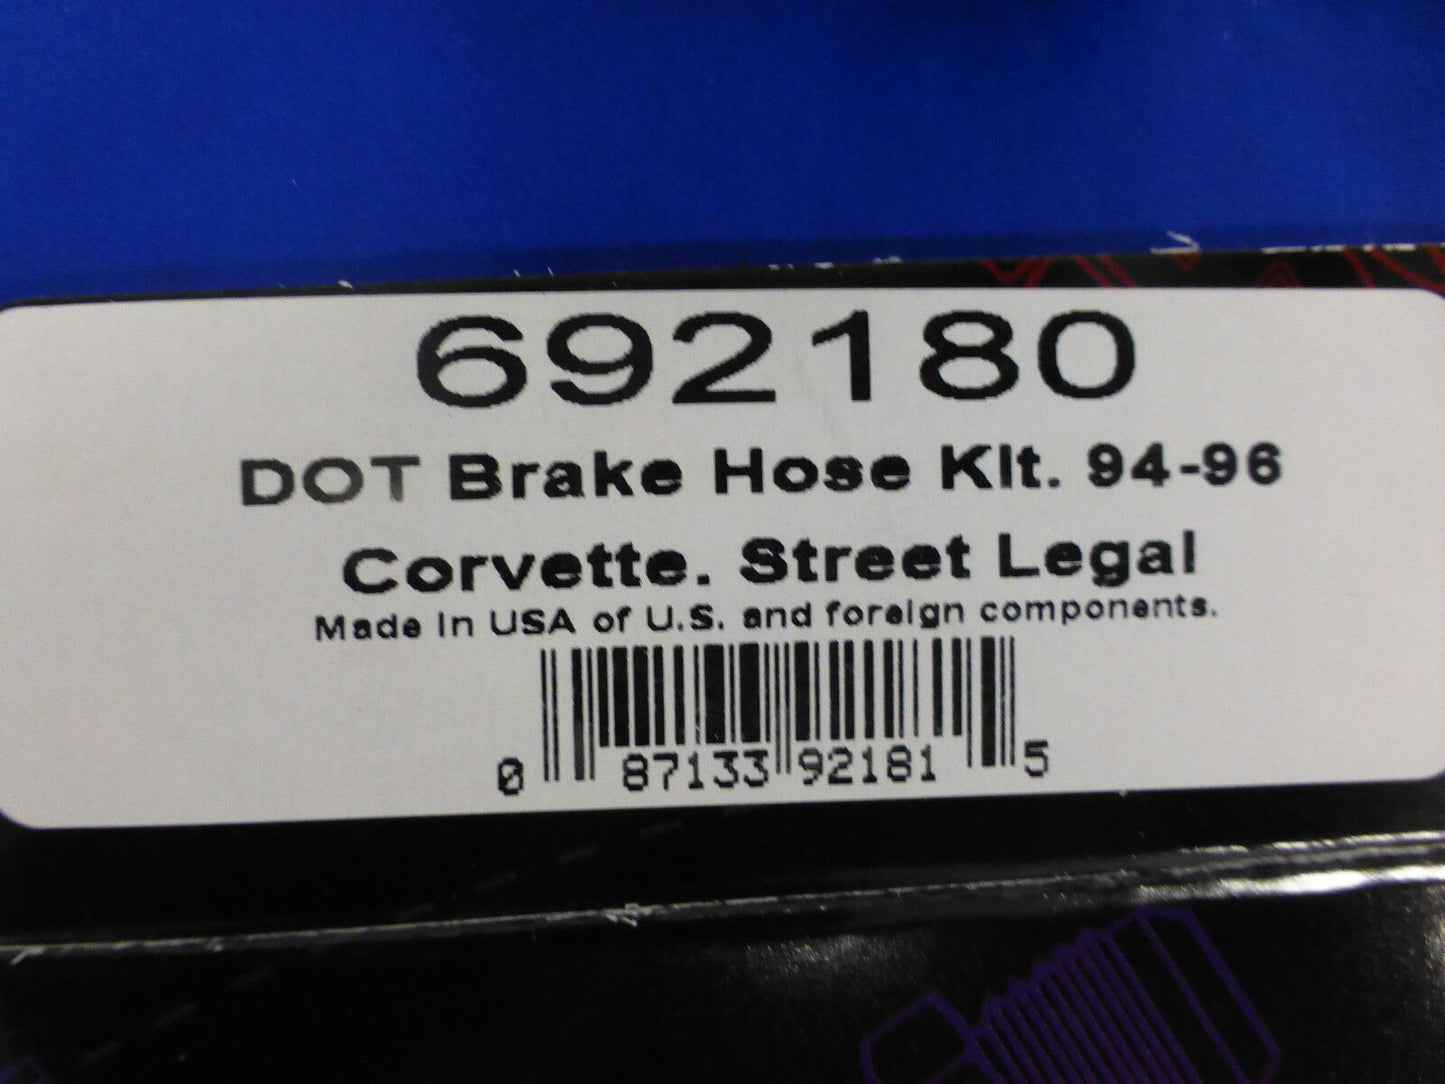 692180
DOT Brake Hose Kit. 94-96
Corvette. Street Legal
Made in USA of U.S. and foreign components.
0 87133 92181 5